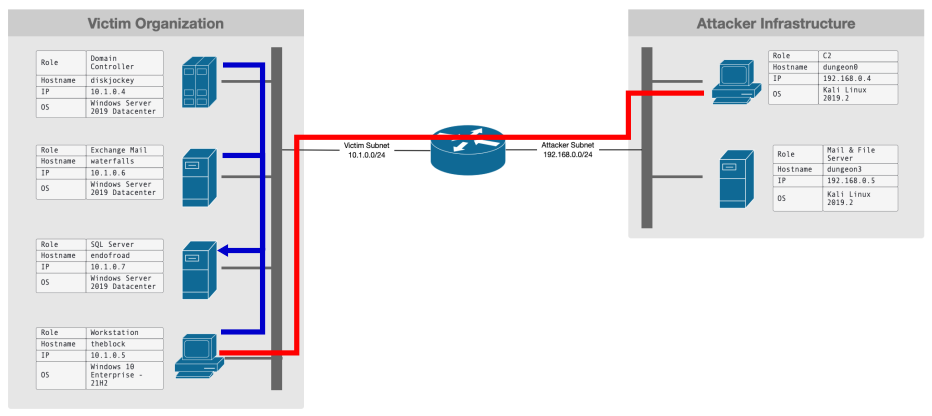 Victim Organization
Attacker Infrastructure
Role Domain
Controller
Hostname diskjockey
IP 10.1.0.4
OS Windows Server
2019 Datacenter
Role Exchange Mail
Hostname waterfalls
IP 10.1.0.6
OS Windows Server
2019 Datacenter
Role SQL Server
Hostname endofroad
IP 10.1.0.7
OS Windows Server
2019 Datacenter
Role Workstation
Hostname theblock
IP 10.1.0.5
OS Windows 10
Enterprise -
21H2
Victim Subnet
10.1.0.0/24
Attacker Subnet
192.168.0.0/24
Role C2
Hostname dungeon0
IP 192.168.0.4
OS Kali Linux
2019.2
Role Mail & File
Server
Hostname dungeon3
IP 192.168.0.5
OS Kali Linux
2019.2